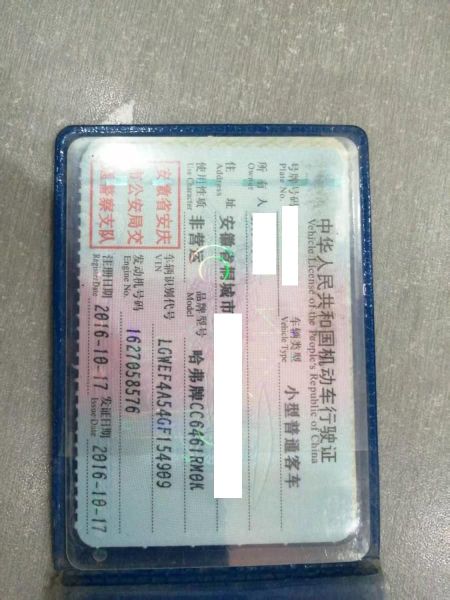 中华人民共和国机动车行驶证
Vehicle License of the People's Republic of China
号牌号码 车辆类型 小型普通客车
Plate No. Vehicle Type
所有人
Owner
住址 安徽省桐城市
Address
使用性质 非营运 品牌型号 哈弗牌CC6461RM0K
Use Character Model
安徽省安庆
市公安局交
通警察支队
车辆识别代号 LGWEF4A54GF154909
VIN
发动机号码 1627058576
Engine No.
注册日期 2016-10-17 发证日期 2016-10-17
Register Date Issue Date